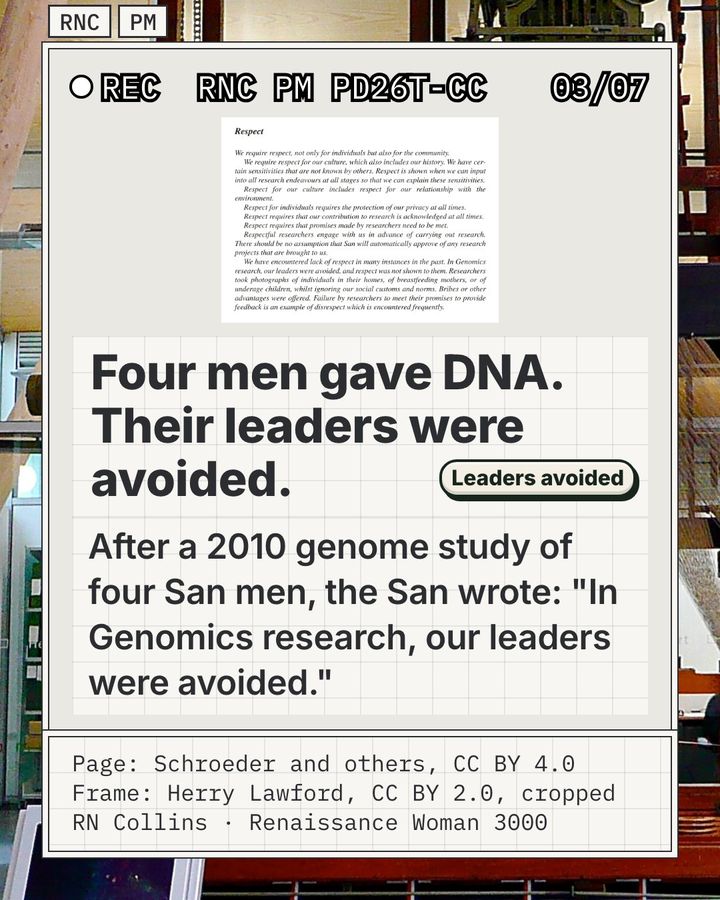 RNC PM
REC RNC PM PD26T-CC 03/07
Respect
We require respect, not only for individuals but also for the community.
We require respect for our culture, which also includes our history. We have cer-
tain sensitivities that are not known by others. Respect is shown when we can input
into all research endeavours at all stages so that we can explain these sensitivities.
Respect for our culture includes respect for our relationship with the
environment.
Respect for individuals requires the protection of our privacy at all times.
Respect requires that our contribution to research is acknowledged at all times.
Respect requires that promises made by researchers need to be met.
Respectful researchers engage with us in advance of carrying out research.
There should be no assumption that San will automatically approve of any research
projects that are brought to us.
We have encountered lack of respect in many instances in the past. In Genomics
research, our leaders were avoided, and respect was not shown to them. Researchers
took photographs of individuals in their homes, of breastfeeding mothers, or of
underage children, whilst ignoring our social customs and norms. Bribes or other
advantages were offered. Failure by researchers to meet their promises to provide
feedback is an example of disrespect which is encountered frequently.
Four men gave DNA.
Their leaders were
avoided.
Leaders avoided
After a 2010 genome study of
four San men, the San wrote: "In
Genomics research, our leaders
were avoided."
Page: Schroeder and others, CC BY 4.0
Frame: Herry Lawford, CC BY 2.0, cropped
RN Collins · Renaissance Woman 3000